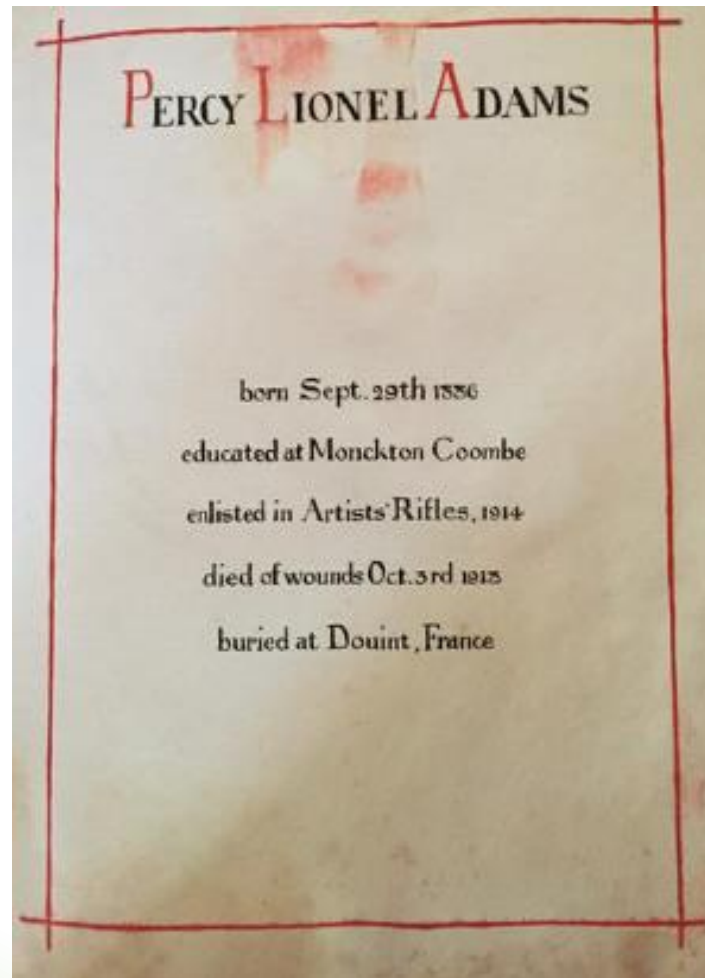 PERCY LIONEL ADAMS
born Sept. 29th 1886
educated at Monckton Coombe
enlisted in Artists' Rifles, 1914
died of wounds Oct. 3rd 1918
buried at Douint, France